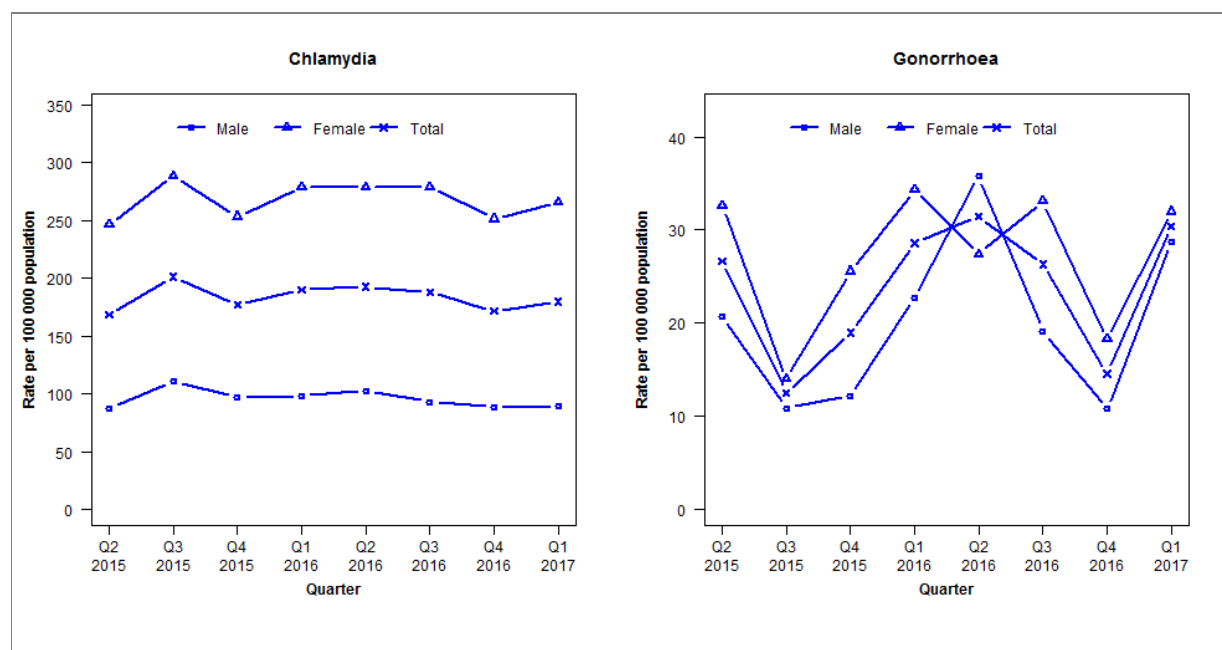 Chlamydia
Rate per 100 000 population
350
300
250
200
150
100
50
0
Male Female Total
Q2 Q3 Q4 Q1 Q2 Q3 Q4 Q1
2015 2015 2015 2016 2016 2016 2016 2017
Quarter
Gonorrhoea
Rate per 100 000 population
40
30
20
10
0
Male Female Total
Q2 Q3 Q4 Q1 Q2 Q3 Q4 Q1
2015 2015 2015 2016 2016 2016 2016 2017
Quarter